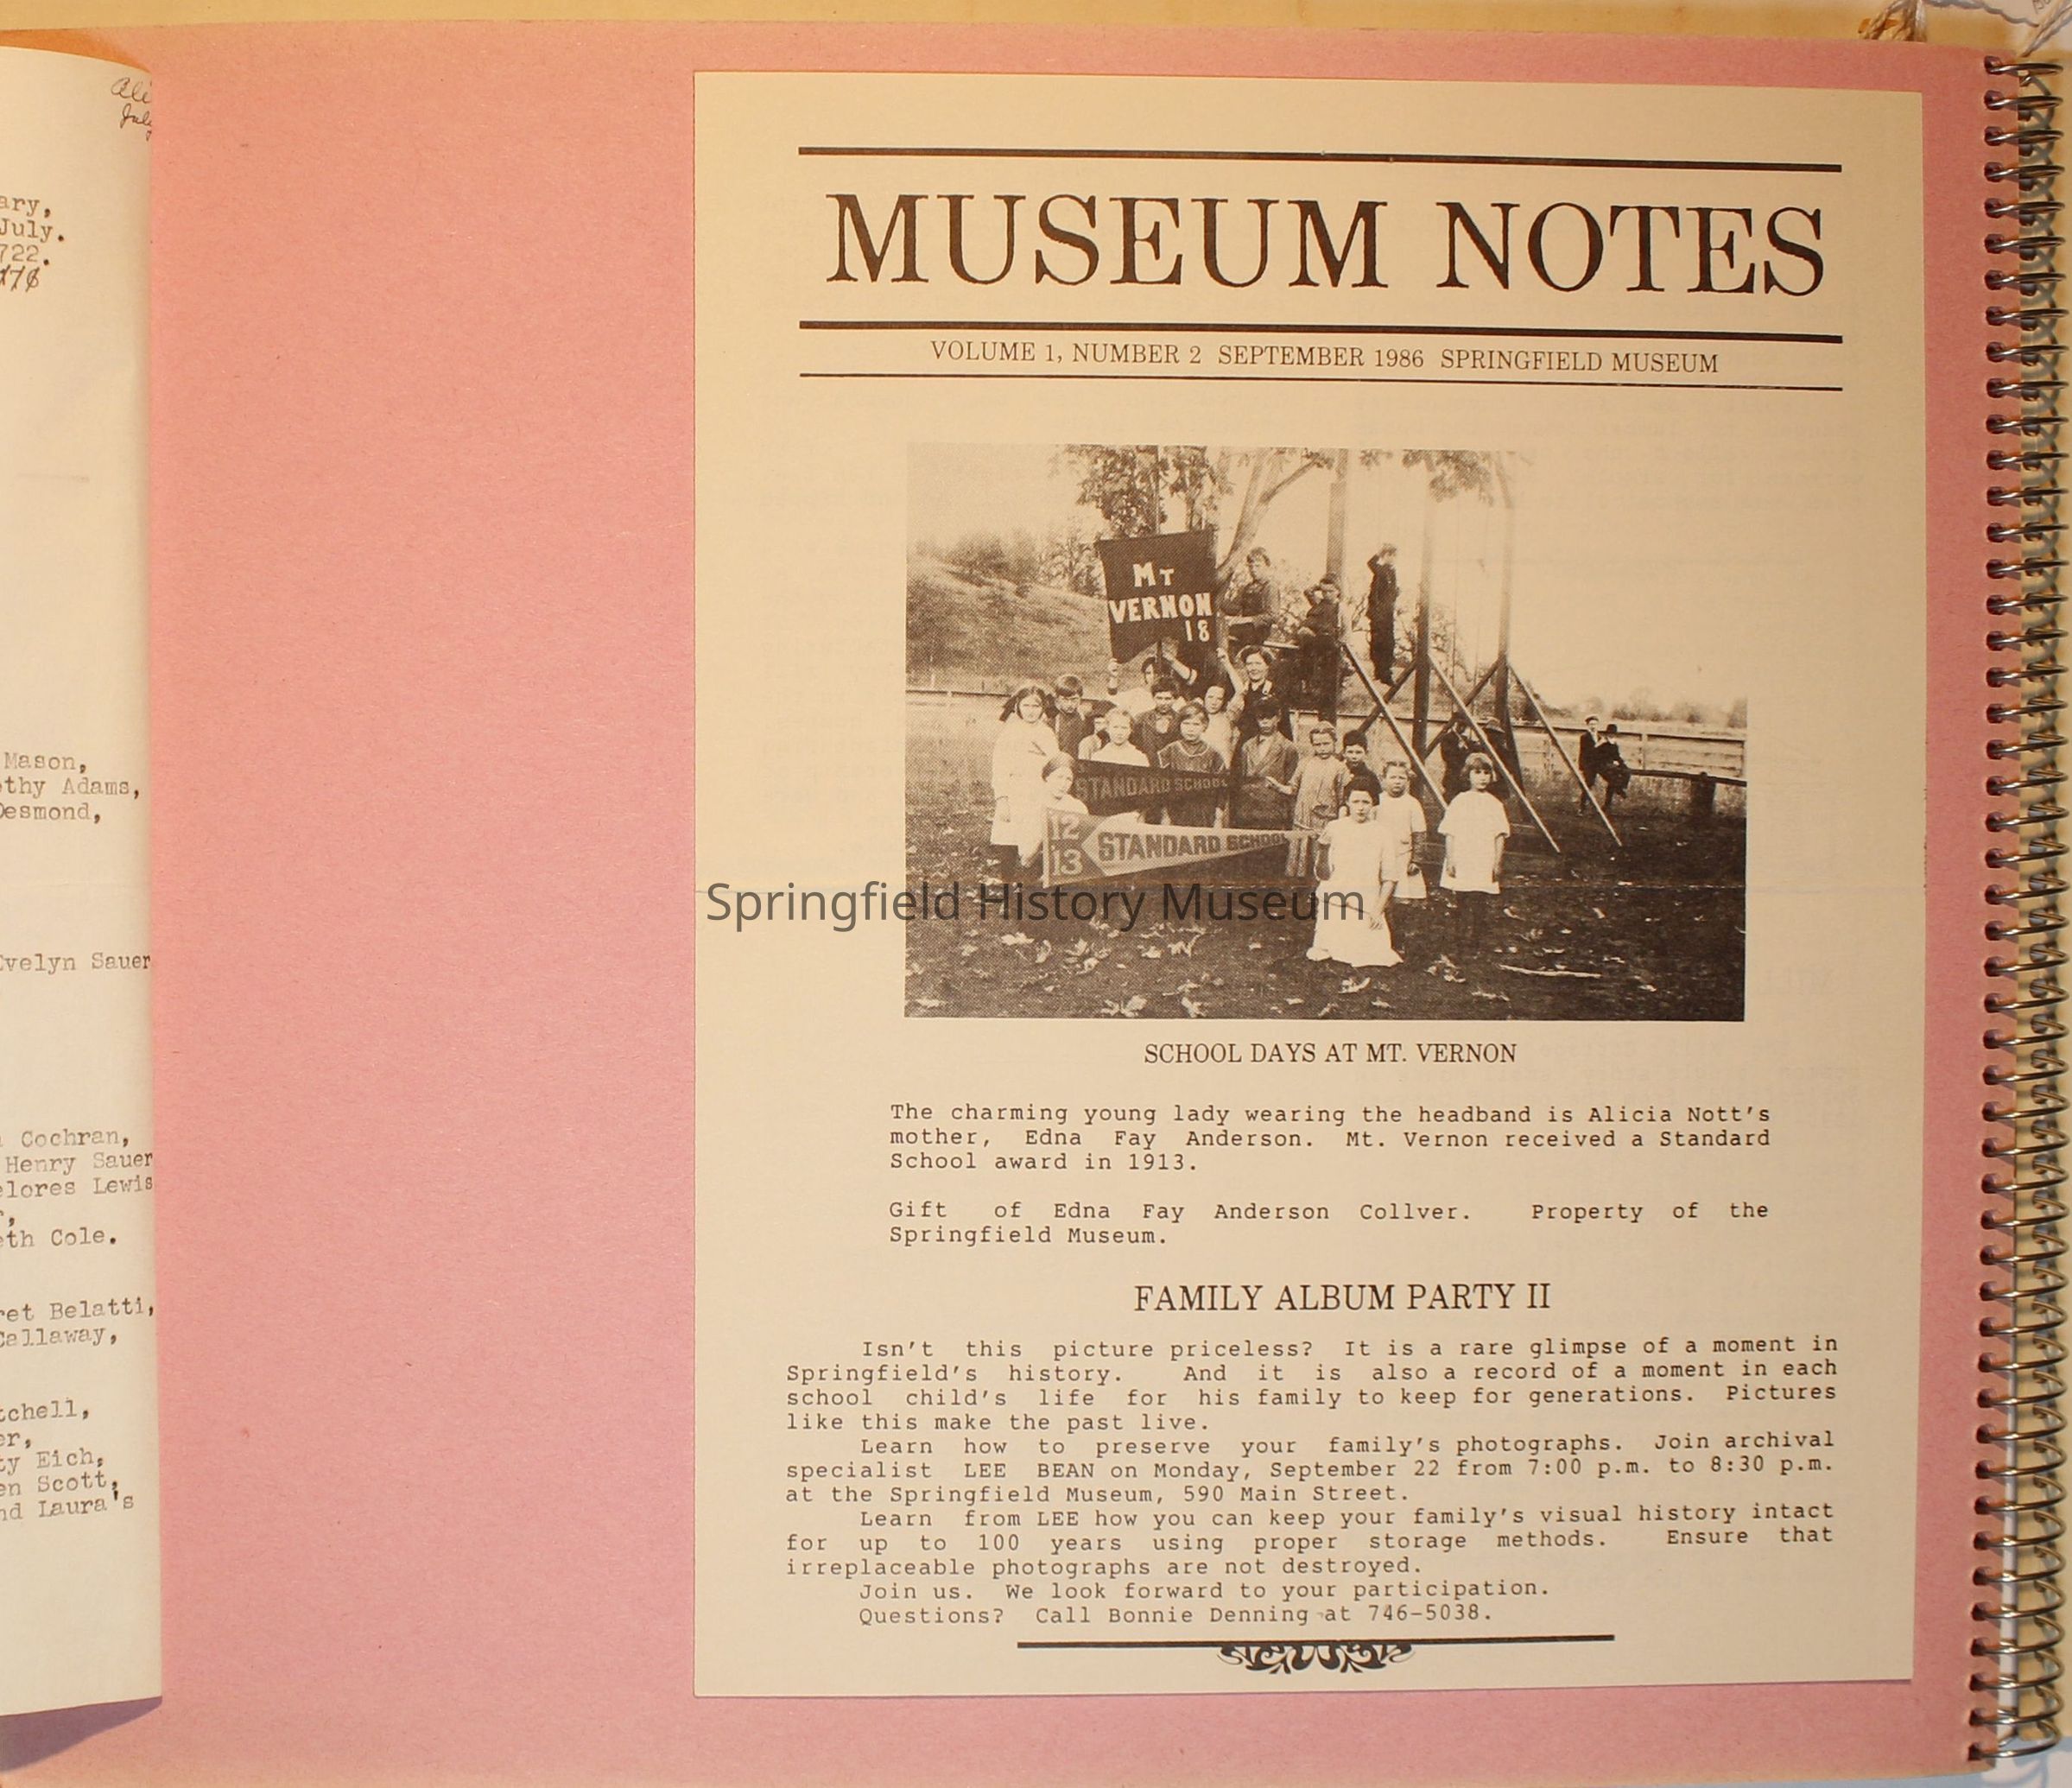 Ali
July
ary,
July.
722.
Mason,
othy Adams,
Desmond,
Evelyn Sauer
Cochran,
Henry Sauer
elores Lewis
eth Cole.
ret Belatti,
Callaway,
tchell,
er,
ty Eich,
en Scott,
nd Laura's
MUSEUM NOTES
VOLUME 1, NUMBER 2 SEPTEMBER 1986 SPRINGFIELD MUSEUM
MT
VERNON
18
STANDARD SCHOOL
12
13
STANDARD SCHOOL
Springfield History Museum
SCHOOL DAYS AT MT. VERNON
The charming young lady wearing the headband is Alicia Nott's
mother, Edna Fay Anderson. Mt. Vernon received a Standard
School award in 1913.
Gift of Edna Fay Anderson Collver. Property of the
Springfield Museum.
FAMILY ALBUM PARTY II
Isn't this picture priceless? It is a rare glimpse of a moment in
Springfield's history. And it is also a record of a moment in each
school child's life for his family to keep for generations. Pictures
like this make the past live.
Learn how to preserve your family's photographs. Join archival
specialist LEE BEAN on Monday, September 22 from 7:00 p.m. to 8:30 p.m.
at the Springfield Museum, 590 Main Street.
Learn from LEE how you can keep your family's visual history intact
for up to 100 years using proper storage methods. Ensure that
irreplaceable photographs are not destroyed.
Join us. We look forward to your participation.
Questions? Call Bonnie Denning at 746-5038.